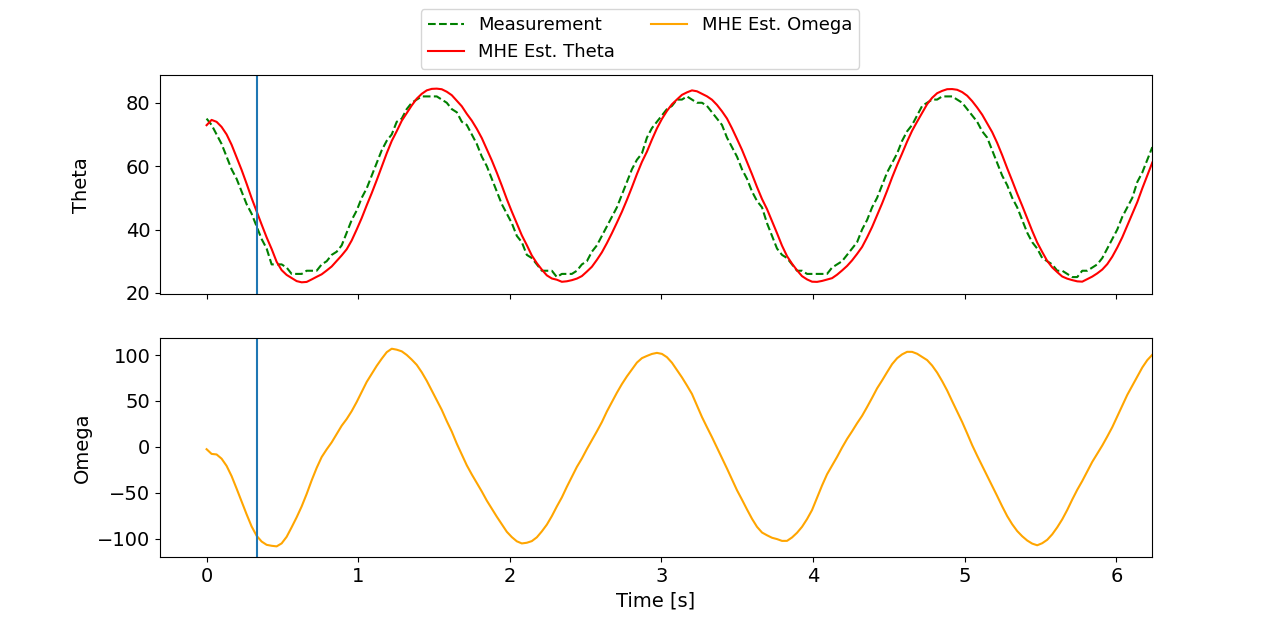 Measurement
MHE Est. Theta
MHE Est. Omega
80
60
40
20
Theta
100
50
0
−50
−100
Omega
0 1 2 3 4 5 6
Time [s]